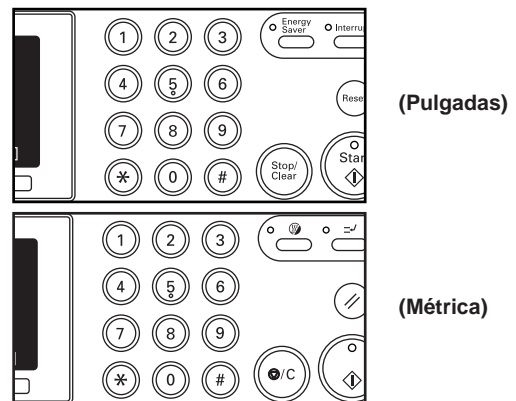 Energy
Saver
Interru
1 2 3
4 5 6
Reset
(Pulgadas)
7 8 9
Stop/
Clear
Star
* 0 #
1 2 3
4 5 6
(Métrica)
7 8 9
/C
* 0 #